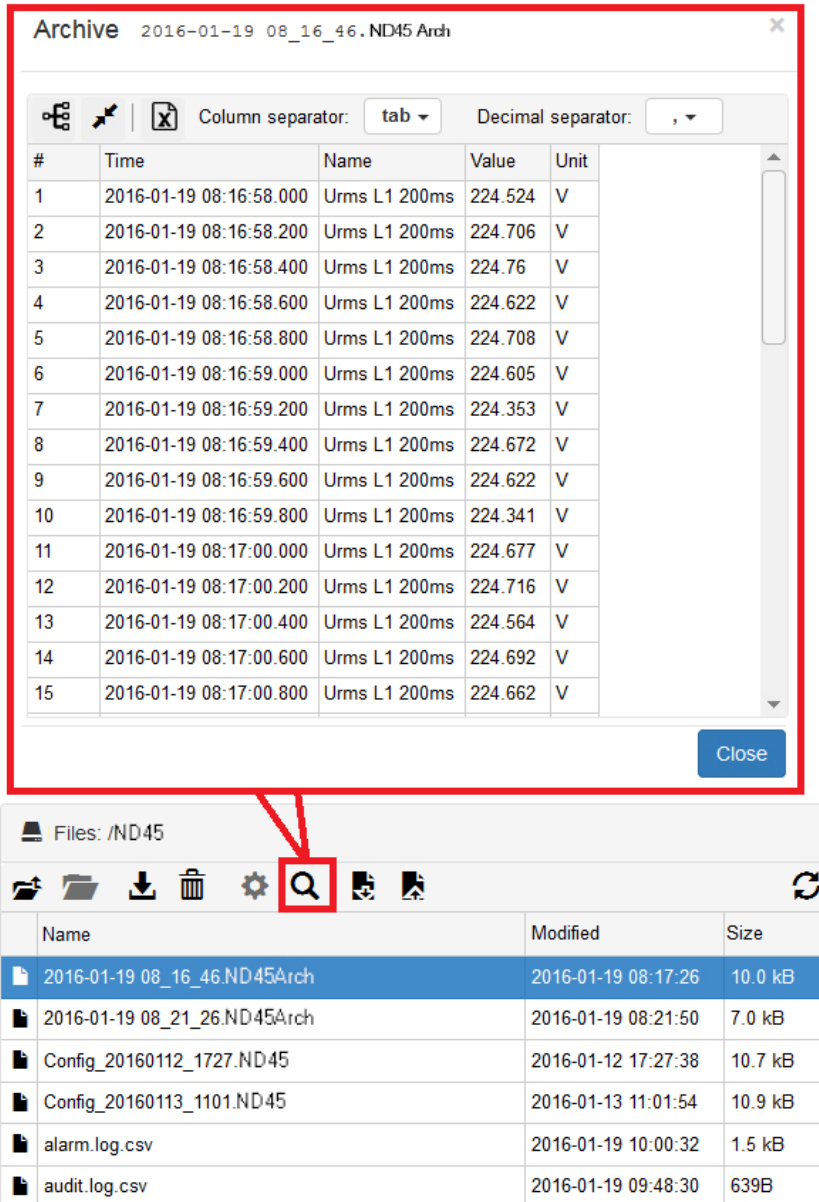 Archive 2016-01-19 08_16_46.ND45 Arch ×
Column separator: tab Decimal separator: ,
# Time Name Value Unit
1 2016-01-19 08:16:58.000 Urms L1 200ms 224.524 V
2 2016-01-19 08:16:58.200 Urms L1 200ms 224.706 V
3 2016-01-19 08:16:58.400 Urms L1 200ms 224.76 V
4 2016-01-19 08:16:58.600 Urms L1 200ms 224.622 V
5 2016-01-19 08:16:58.800 Urms L1 200ms 224.708 V
6 2016-01-19 08:16:59.000 Urms L1 200ms 224.605 V
7 2016-01-19 08:16:59.200 Urms L1 200ms 224.353 V
8 2016-01-19 08:16:59.400 Urms L1 200ms 224.672 V
9 2016-01-19 08:16:59.600 Urms L1 200ms 224.622 V
10 2016-01-19 08:16:59.800 Urms L1 200ms 224.341 V
11 2016-01-19 08:17:00.000 Urms L1 200ms 224.677 V
12 2016-01-19 08:17:00.200 Urms L1 200ms 224.716 V
13 2016-01-19 08:17:00.400 Urms L1 200ms 224.564 V
14 2016-01-19 08:17:00.600 Urms L1 200ms 224.692 V
15 2016-01-19 08:17:00.800 Urms L1 200ms 224.662 V
Close
Files: /ND45
Name Modified Size
2016-01-19 08_16_46.ND45Arch 2016-01-19 08:17:26 10.0 kB
2016-01-19 08_21_26.ND45Arch 2016-01-19 08:21:50 7.0 kB
Config_20160112_1727.ND45 2016-01-12 17:27:38 10.7 kB
Config_20160113_1101.ND45 2016-01-13 11:01:54 10.9 kB
alarm.log.csv 2016-01-19 10:00:32 1.5 kB
audit.log.csv 2016-01-19 09:48:30 639B